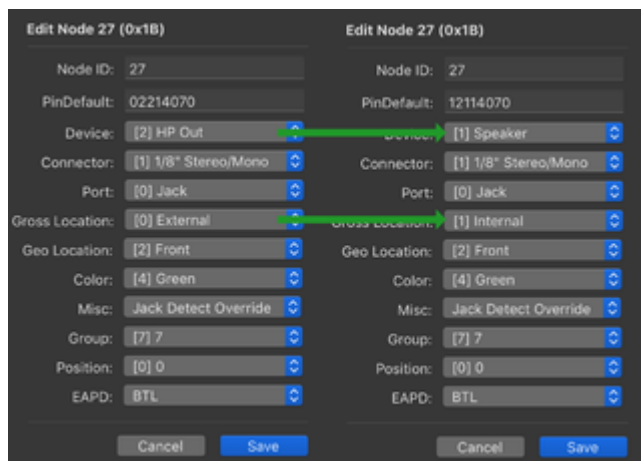 Edit Node 27 (0x1B)
Node ID: 27
PinDefault: 02214070
Device: [2] HP Out
Connector: [1] 1/8" Stereo/Mono
Port: [0] Jack
Gross Location: [0] External
Geo Location: [2] Front
Color: [4] Green
Misc: Jack Detect Override
Group: [7] 7
Position: [0] 0
EAPD: BTL
Cancel Save
Edit Node 27 (0x1B)
Node ID: 27
PinDefault: 12114070
Device: [1] Speaker
Connector: [1] 1/8" Stereo/Mono
Port: [0] Jack
Gross Location: [1] Internal
Geo Location: [2] Front
Color: [4] Green
Misc: Jack Detect Override
Group: [7] 7
Position: [0] 0
EAPD: BTL
Cancel Save